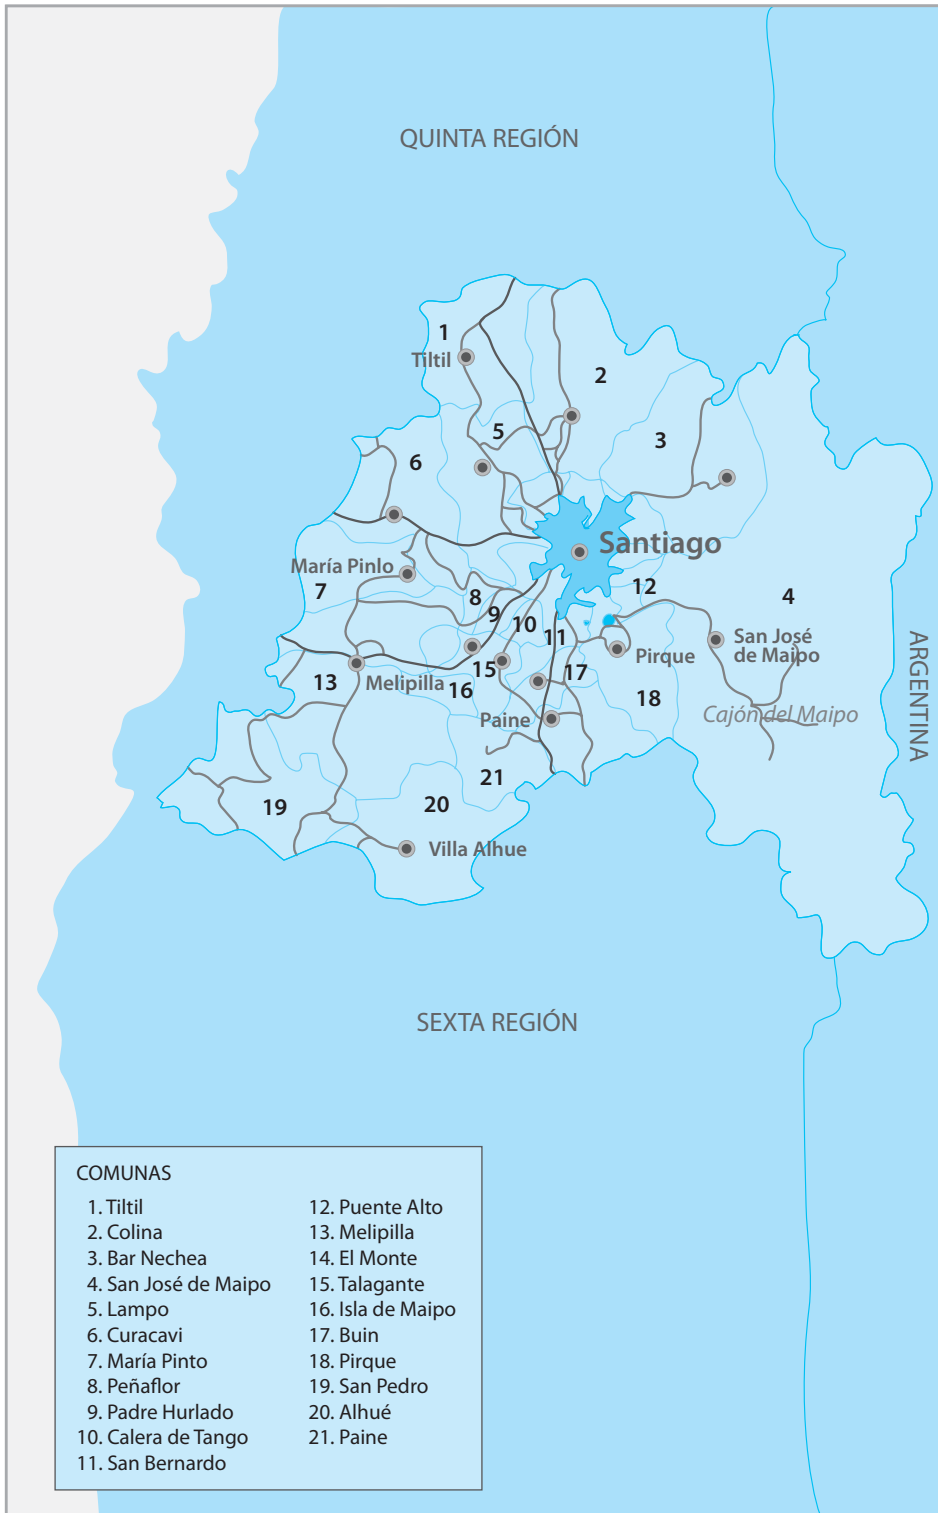 QUINTA REGIÓN
1
Tiltil
2
5
3
6
Santiago
María Pinlo
7
8
9
10
11
12
4
San José
de Maipo
Pirque
13
Melipilla
15
16
17
18
Cajón del Maipo
Paine
ARGENTINA
19
20
21
Villa Alhue
SEXTA REGIÓN
COMUNAS
1. Tiltil
2. Colina
3. Bar Nechea
4. San José de Maipo
5. Lampo
6. Curacavi
7. María Pinto
8. Peñaflor
9. Padre Hurlado
10. Calera de Tango
11. San Bernardo
12. Puente Alto
13. Melipilla
14. El Monte
15. Talagante
16. Isla de Maipo
17. Buin
18. Pirque
19. San Pedro
20. Alhué
21. Paine